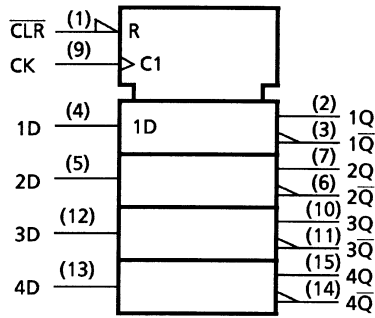 C̅L̅R̅ (1) R
CK (9) C1
1D (4) 1D (2) 1Q
(3) 1Q̅
2D (5) (7) 2Q
(6) 2Q̅
3D (12) (10) 3Q
(11) 3Q̅
4D (13) (15) 4Q
(14) 4Q̅